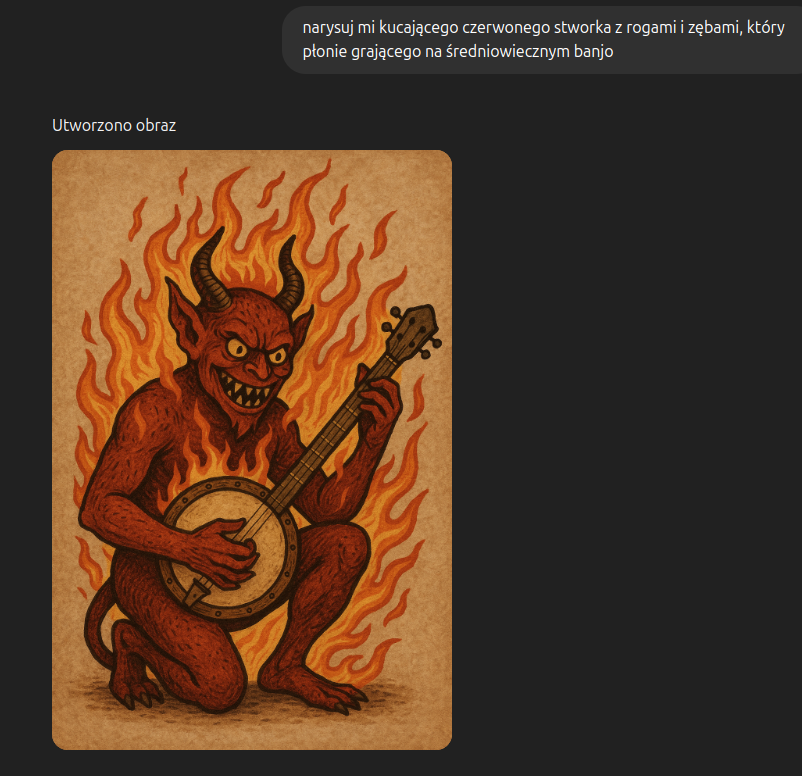 narysuj mi kucającego czerwonego stworka z rogami i zębami, który
płonie grającego na średniowiecznym banjo
Utworzono obraz